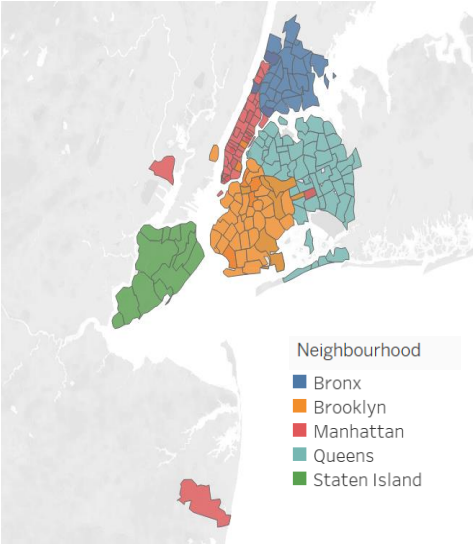 Neighbourhood
Bronx
Brooklyn
Manhattan
Queens
Staten Island